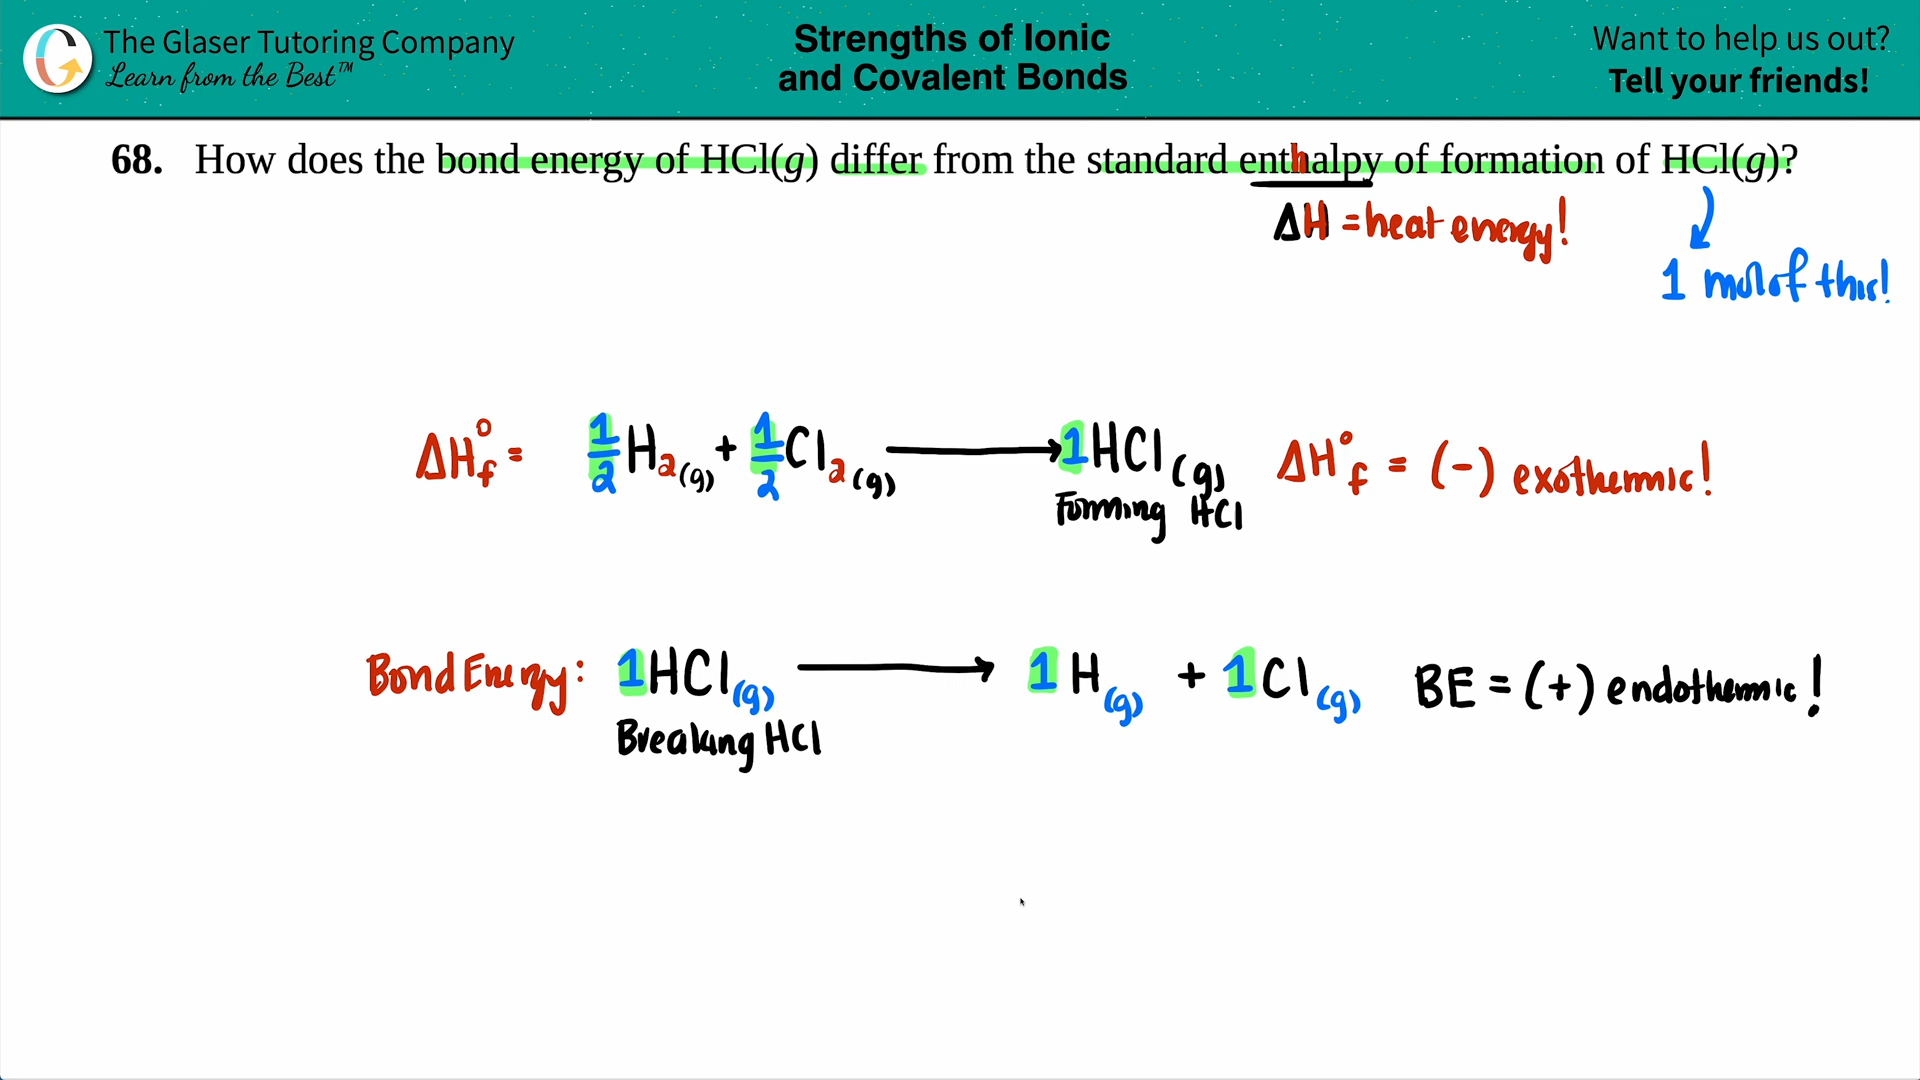 The Glaser Tutoring Company
Learn from the Best™
Strengths of Ionic
and Covalent Bonds
Want to help us out?
Tell your friends!
68. How does the bond energy of HCl(g) differ from the standard enthalpy of formation of HCl(g)?
ΔH = heat energy!
1 mol of this!
ΔH°f = 1/2 H2(g) + 1/2 Cl2(g) → 1HCl(g) ΔH°f = (-) exothermic!
Forming HCl
Bond Energy: 1HCl(g) → 1H(g) + 1Cl(g) BE = (+) endothermic!
Breaking HCl